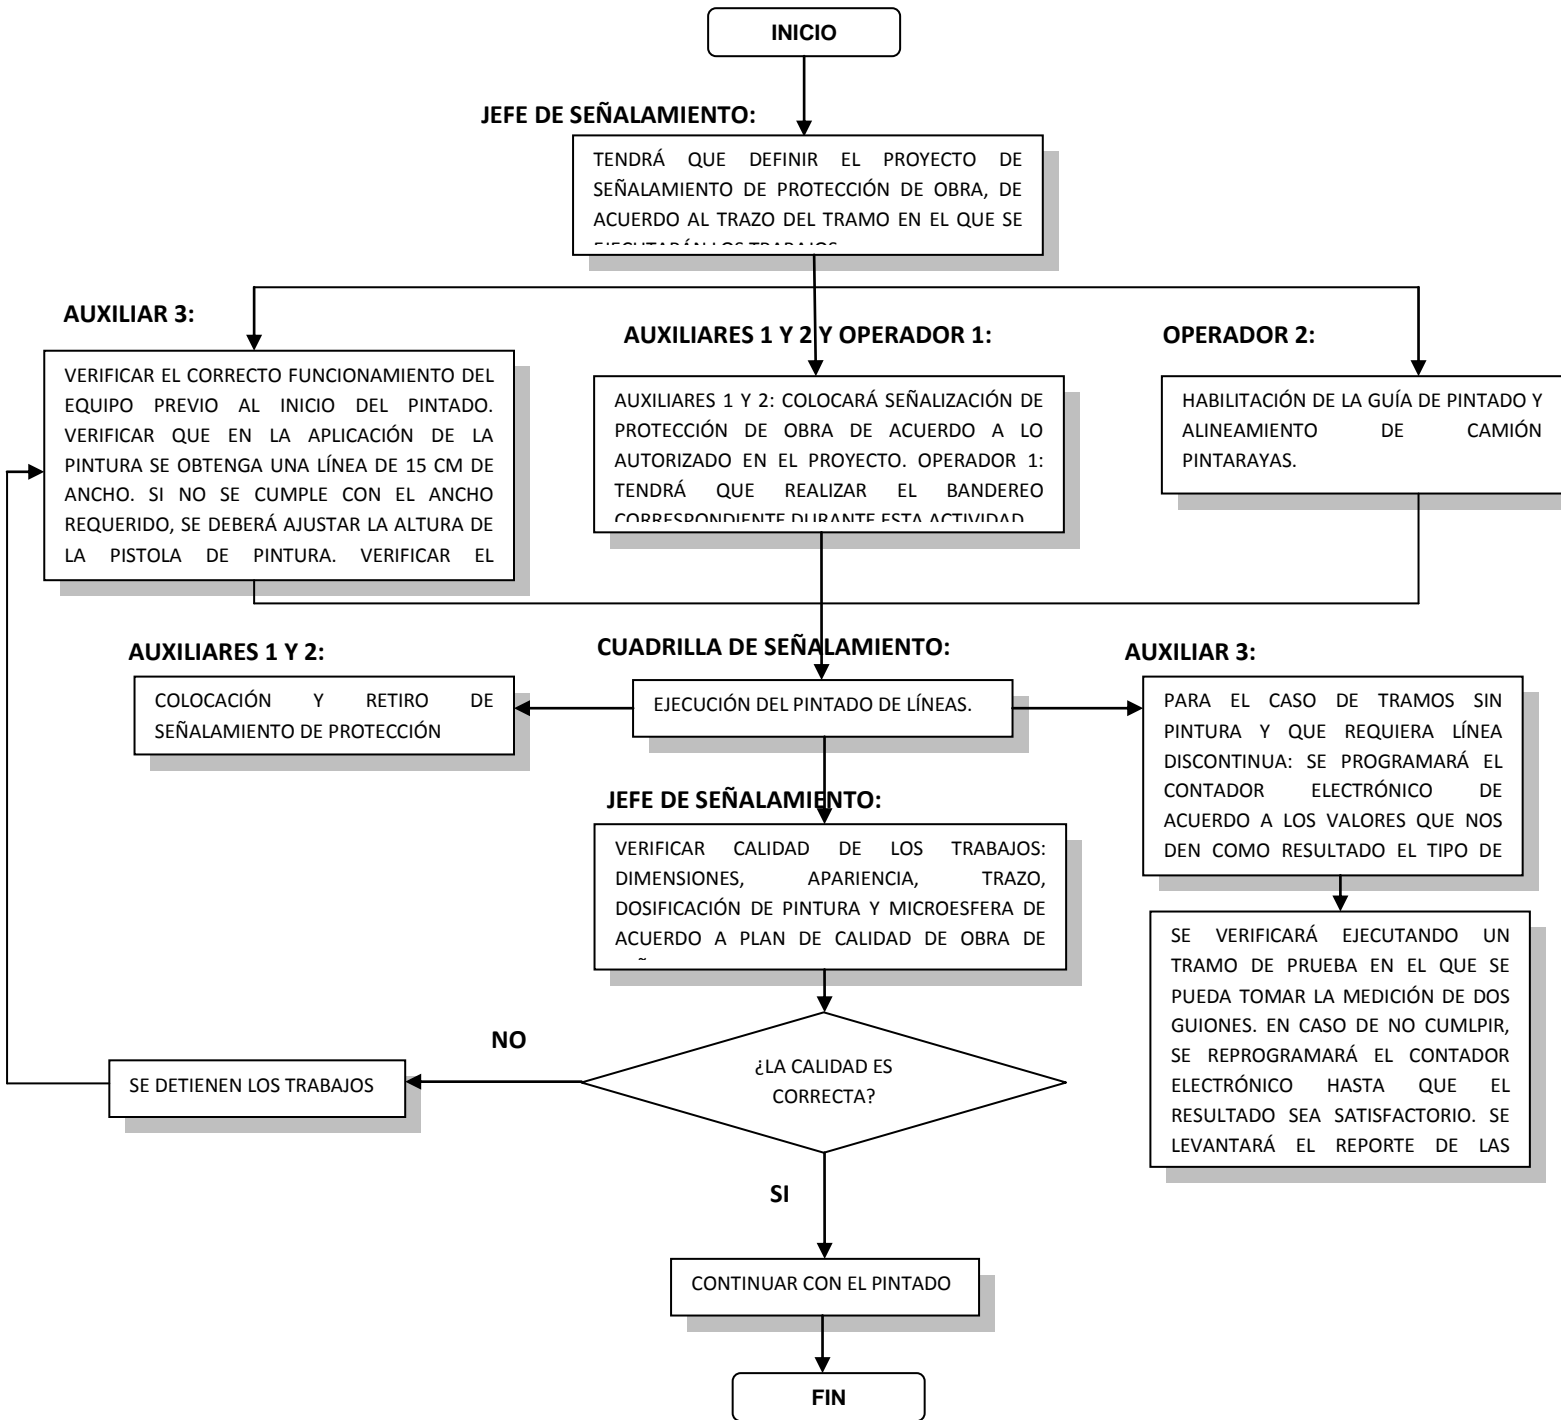 INICIO
JEFE DE SEÑALAMIENTO:
TENDRÁ QUE DEFINIR EL PROYECTO DE
SEÑALAMIENTO DE PROTECCIÓN DE OBRA, DE
ACUERDO AL TRAZO DEL TRAMO EN EL QUE SE
EJECUTARÁN LOS TRABAJOS
AUXILIAR 3:
VERIFICAR EL CORRECTO FUNCIONAMIENTO DEL
EQUIPO PREVIO AL INICIO DEL PINTADO.
VERIFICAR QUE EN LA APLICACIÓN DE LA
PINTURA SE OBTENGA UNA LÍNEA DE 15 CM DE
ANCHO. SI NO SE CUMPLE CON EL ANCHO
REQUERIDO, SE DEBERÁ AJUSTAR LA ALTURA DE
LA PISTOLA DE PINTURA. VERIFICAR EL
AUXILIARES 1 Y 2 Y OPERADOR 1:
AUXILIARES 1 Y 2: COLOCARÁ SEÑALIZACIÓN DE
PROTECCIÓN DE OBRA DE ACUERDO A LO
AUTORIZADO EN EL PROYECTO. OPERADOR 1:
TENDRÁ QUE REALIZAR EL BANDEREO
CORRESPONDIENTE DURANTE ESTA ACTIVIDAD
OPERADOR 2:
HABILITACIÓN DE LA GUÍA DE PINTADO Y
ALINEAMIENTO DE CAMIÓN
PINTARAYAS.
AUXILIARES 1 Y 2:
COLOCACIÓN Y RETIRO DE
SEÑALAMIENTO DE PROTECCIÓN
CUADRILLA DE SEÑALAMIENTO:
EJECUCIÓN DEL PINTADO DE LÍNEAS.
AUXILIAR 3:
PARA EL CASO DE TRAMOS SIN
PINTURA Y QUE REQUIERA LÍNEA
DISCONTINUA: SE PROGRAMARÁ EL
CONTADOR ELECTRÓNICO DE
ACUERDO A LOS VALORES QUE NOS
DEN COMO RESULTADO EL TIPO DE
JEFE DE SEÑALAMIENTO:
VERIFICAR CALIDAD DE LOS TRABAJOS:
DIMENSIONES, APARIENCIA, TRAZO,
DOSIFICACIÓN DE PINTURA Y MICROESFERA DE
ACUERDO A PLAN DE CALIDAD DE OBRA DE
SE VERIFICARÁ EJECUTANDO UN
TRAMO DE PRUEBA EN EL QUE SE
PUEDA TOMAR LA MEDICIÓN DE DOS
GUIONES. EN CASO DE NO CUMLPIR,
SE REPROGRAMARÁ EL CONTADOR
ELECTRÓNICO HASTA QUE EL
RESULTADO SEA SATISFACTORIO. SE
LEVANTARÁ EL REPORTE DE LAS
NO
¿LA CALIDAD ES
CORRECTA?
SE DETIENEN LOS TRABAJOS
SI
CONTINUAR CON EL PINTADO
FIN